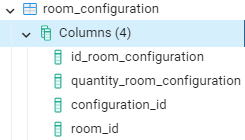 room_configuration
Columns (4)
id_room_configuration
quantity_room_configuration
configuration_id
room_id